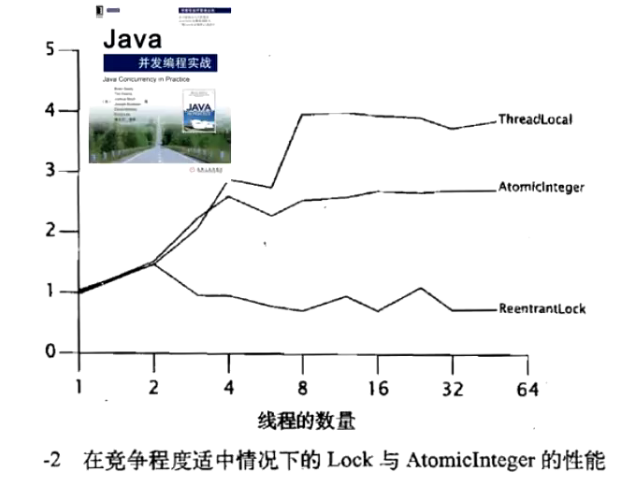 Java
并发编程实战
Java Concurrency in Practice
JAVA
5
4
3
2
1
0
ThreadLocal
AtomicInteger
ReentrantLock
1 2 4 8 16 32 64
线程的数量
-2 在竞争程度适中情况下的 Lock 与 AtomicInteger 的性能